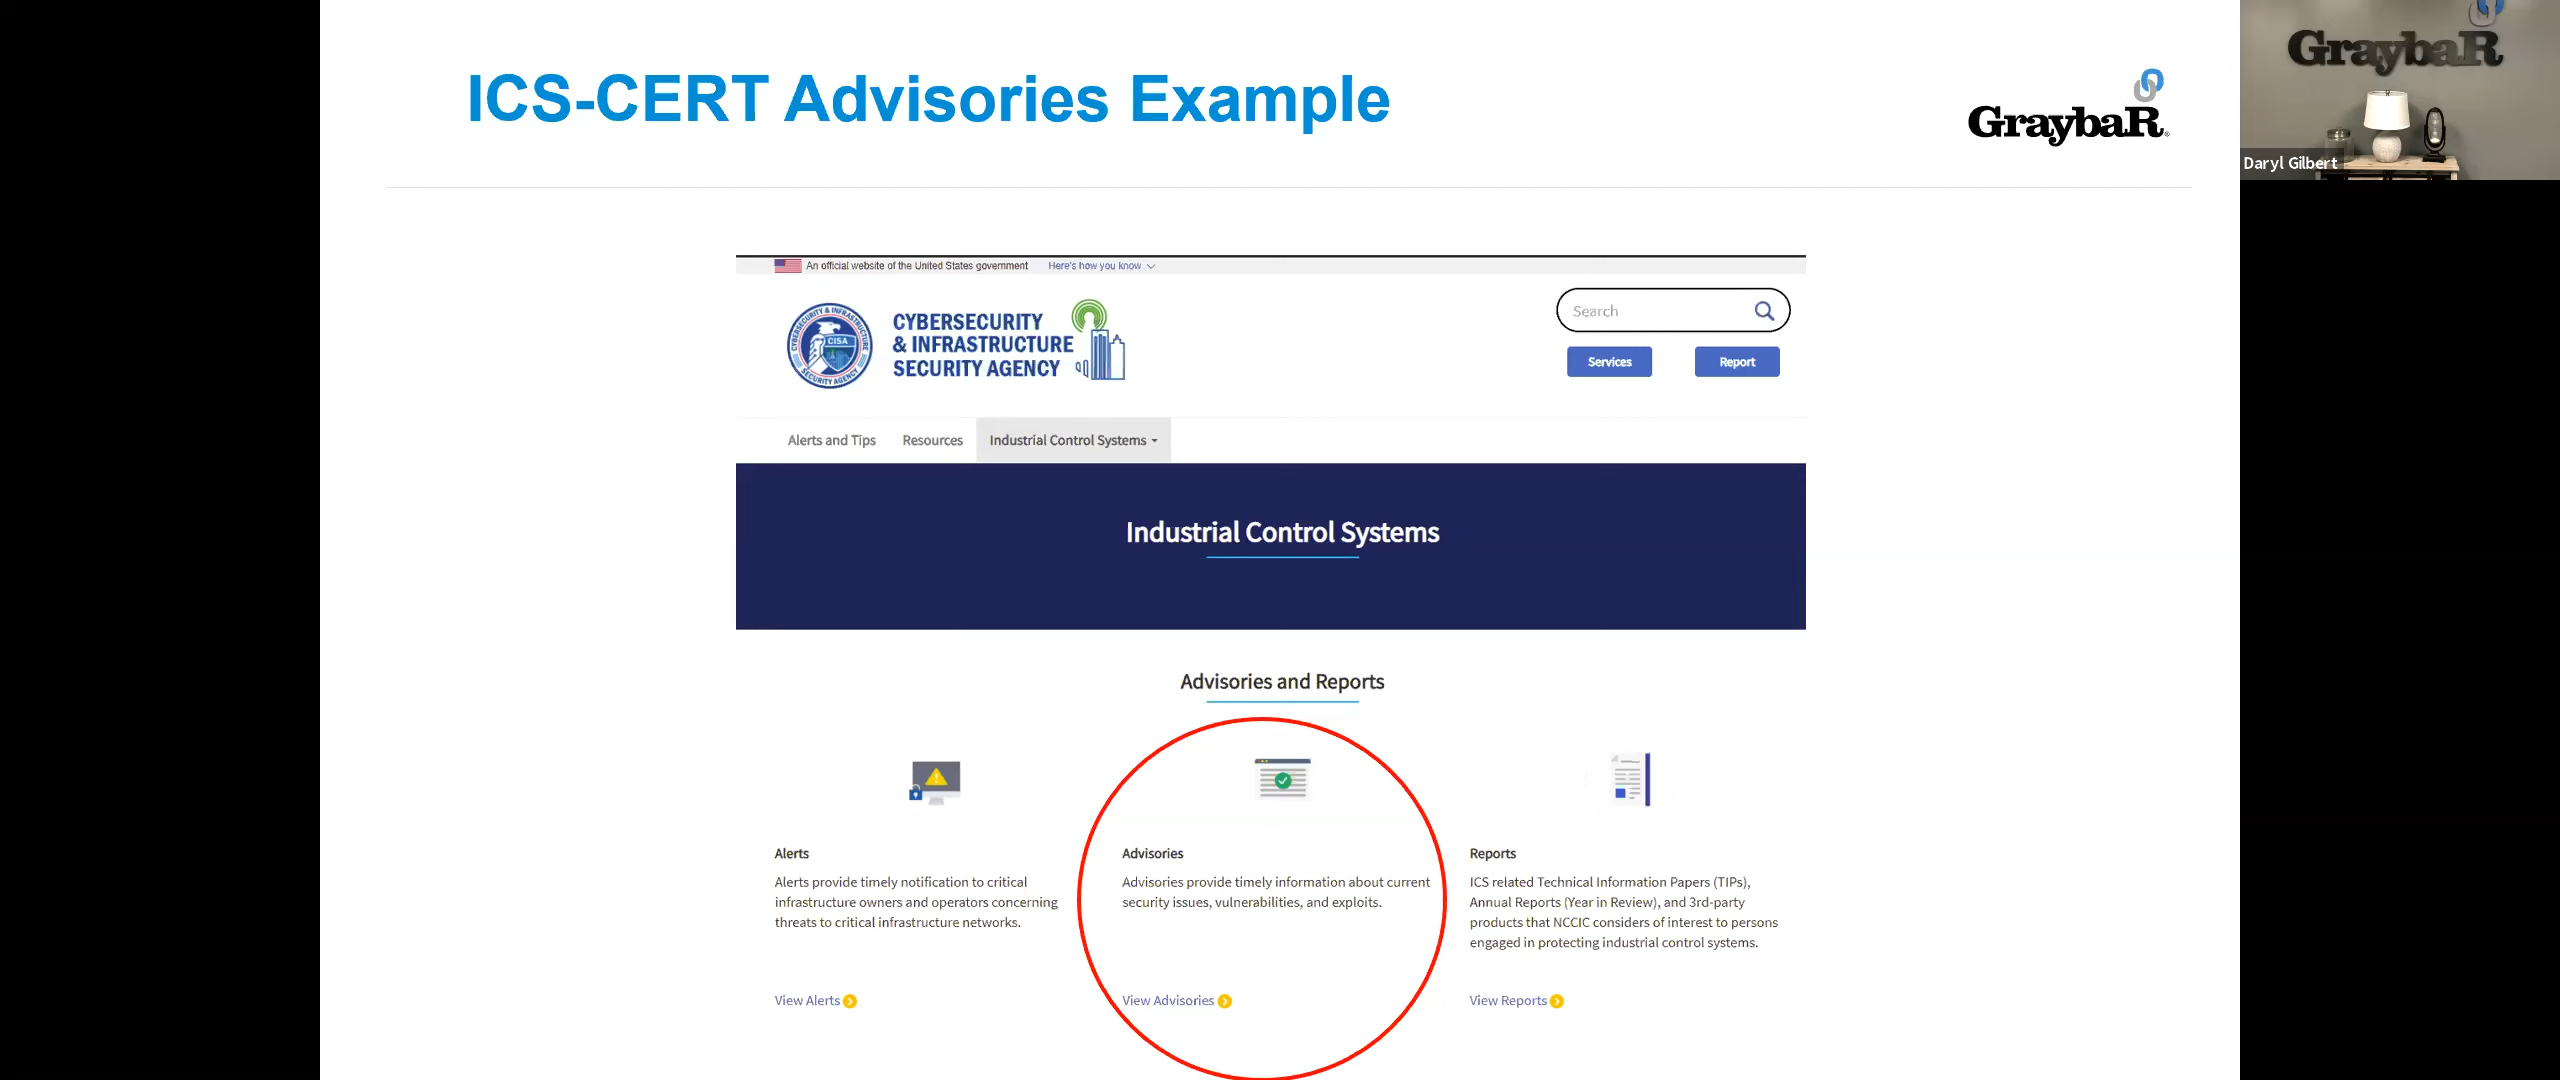 ICS-CERT Advisories Example
GraybaR
GraybaR
Daryl Gilbert
An official website of the United States government Here's how you know
CYBERSECURITY & INFRASTRUCTURE
CISA
SECURITY AGENCY
CYBERSECURITY
& INFRASTRUCTURE
SECURITY AGENCY
Search
Services Report
Alerts and Tips Resources Industrial Control Systems
Industrial Control Systems
Advisories and Reports
Alerts
Alerts provide timely notification to critical
infrastructure owners and operators concerning
threats to critical infrastructure networks.
View Alerts
Advisories
Advisories provide timely information about current
security issues, vulnerabilities, and exploits.
View Advisories
Reports
ICS related Technical Information Papers (TIPs),
Annual Reports (Year in Review), and 3rd-party
products that NCCIC considers of interest to persons
engaged in protecting industrial control systems.
View Reports